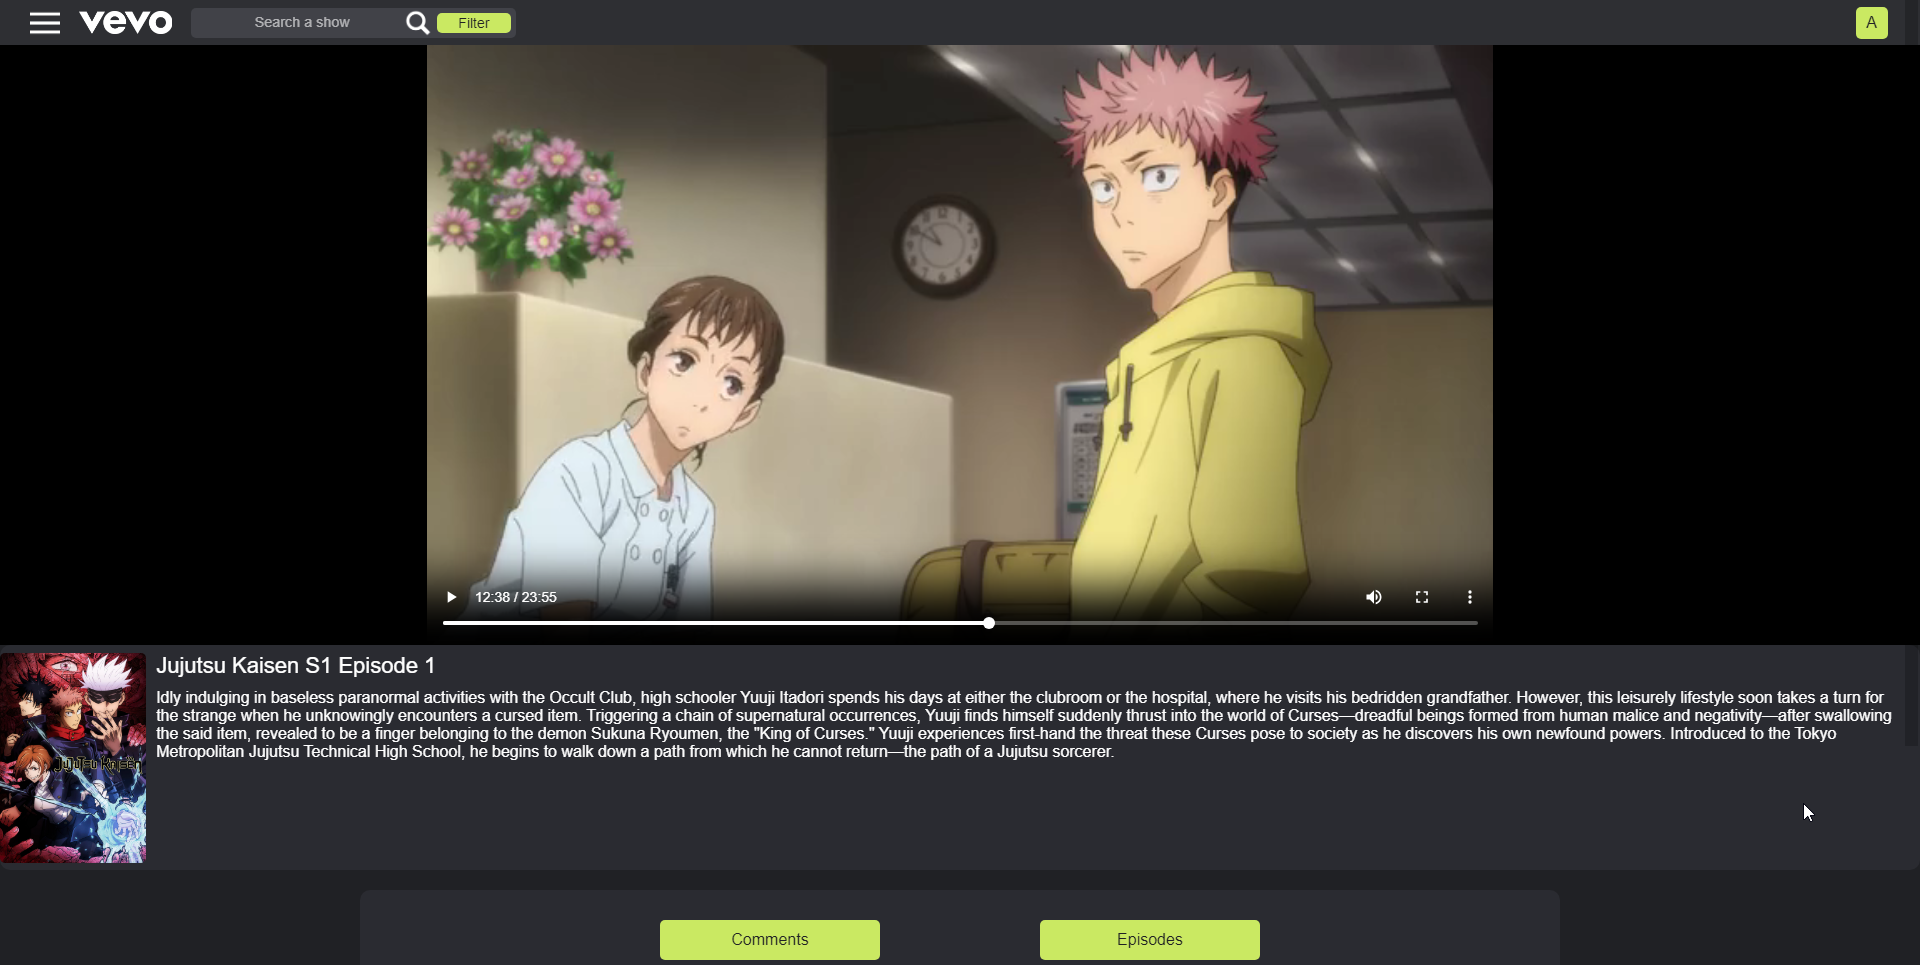 vevo
Search a show
Filter
A
12:38 / 23:55
Jujutsu Kaisen S1 Episode 1
Idly indulging in baseless paranormal activities with the Occult Club, high schooler Yuuji Itadori spends his days at either the clubroom or the hospital, where he visits his bedridden grandfather. However, this leisurely lifestyle soon takes a turn for
the strange when he unknowingly encounters a cursed item. Triggering a chain of supernatural occurrences, Yuuji finds himself suddenly thrust into the world of Curses—dreadful beings formed from human malice and negativity—after swallowing
the said item, revealed to be a finger belonging to the demon Sukuna Ryoumen, the "King of Curses." Yuuji experiences first-hand the threat these Curses pose to society as he discovers his own newfound powers. Introduced to the Tokyo
Metropolitan Jujutsu Technical High School, he begins to walk down a path from which he cannot return—the path of a Jujutsu sorcerer.
Jujutsu Kaisen
Comments
Episodes